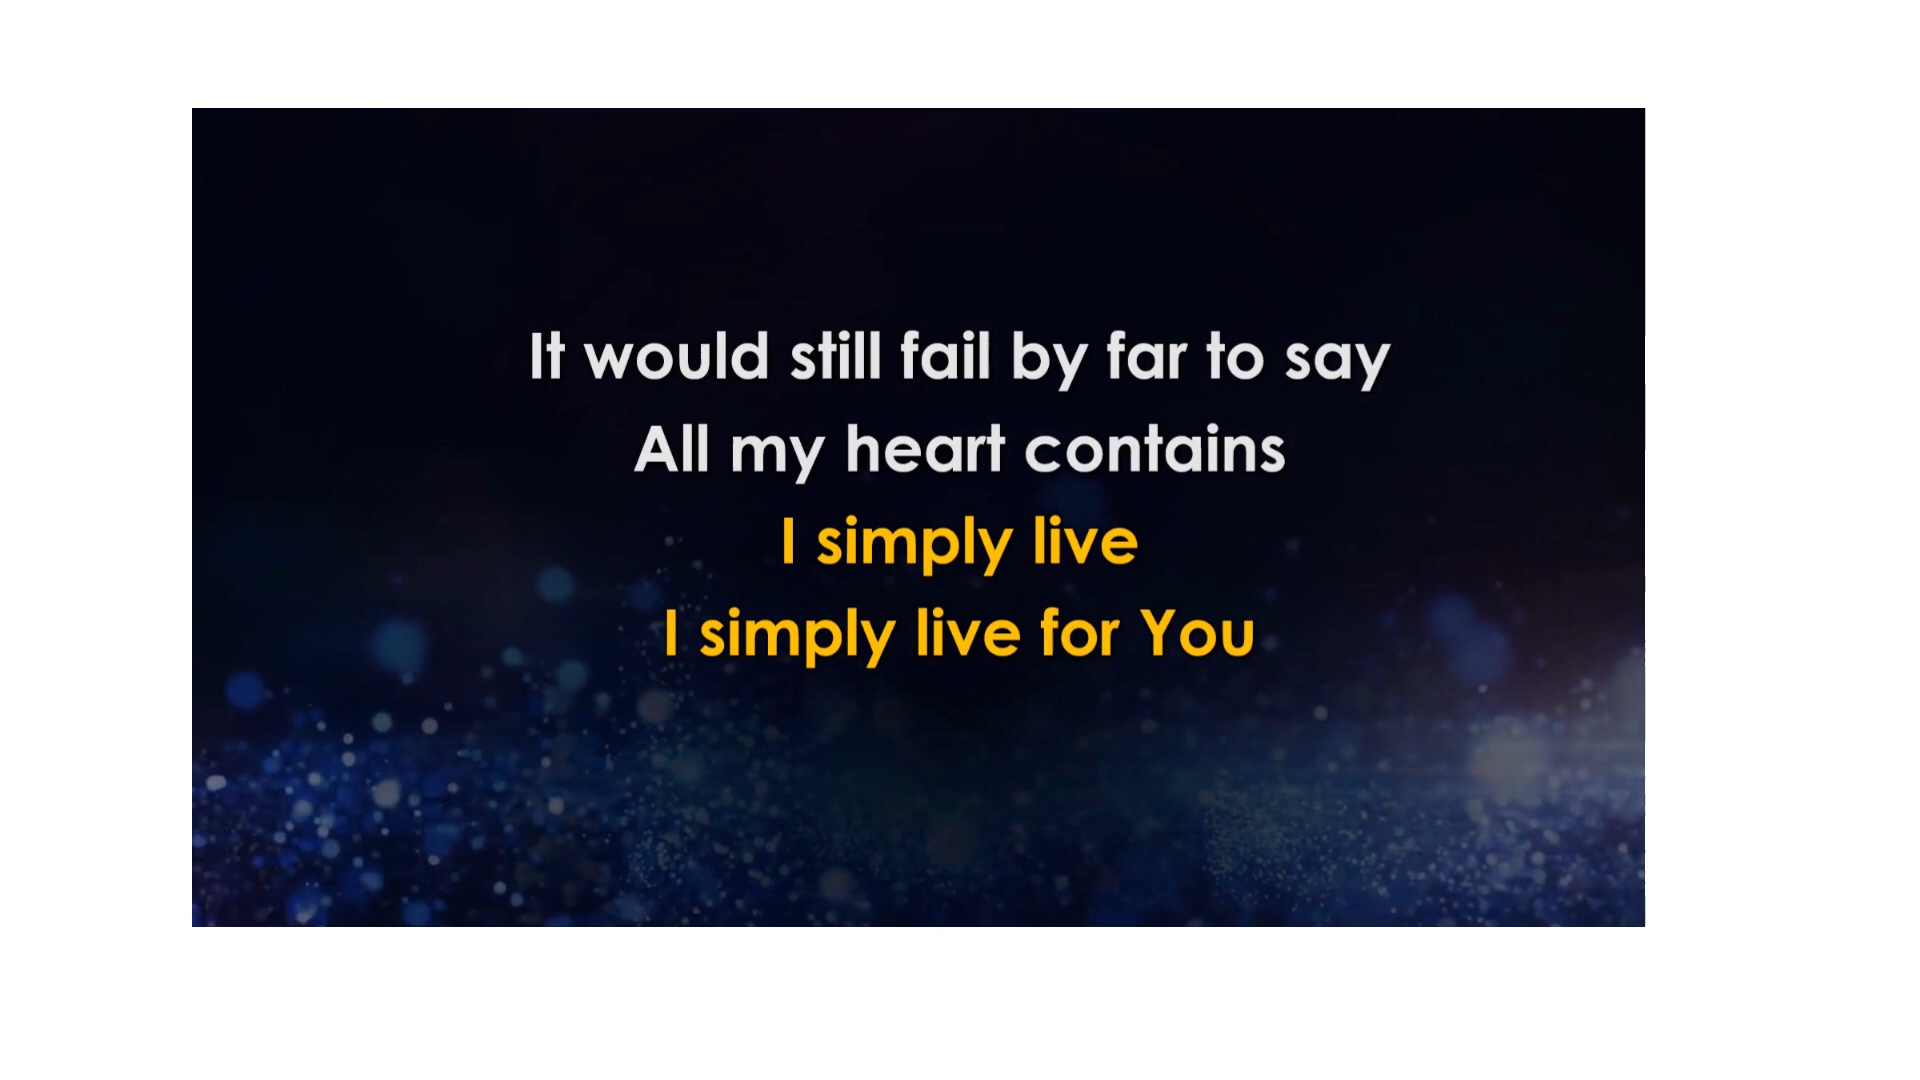 It would still fail by far to say
All my heart contains
I simply live
I simply live for You